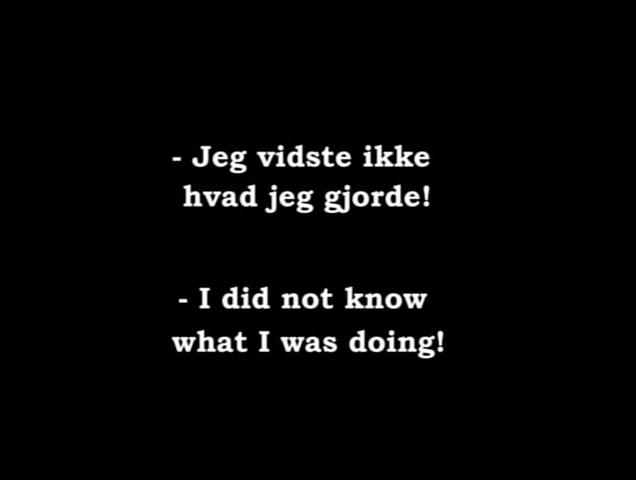 - Jeg vidste ikke
hvad jeg gjorde!
- I did not know
what I was doing!